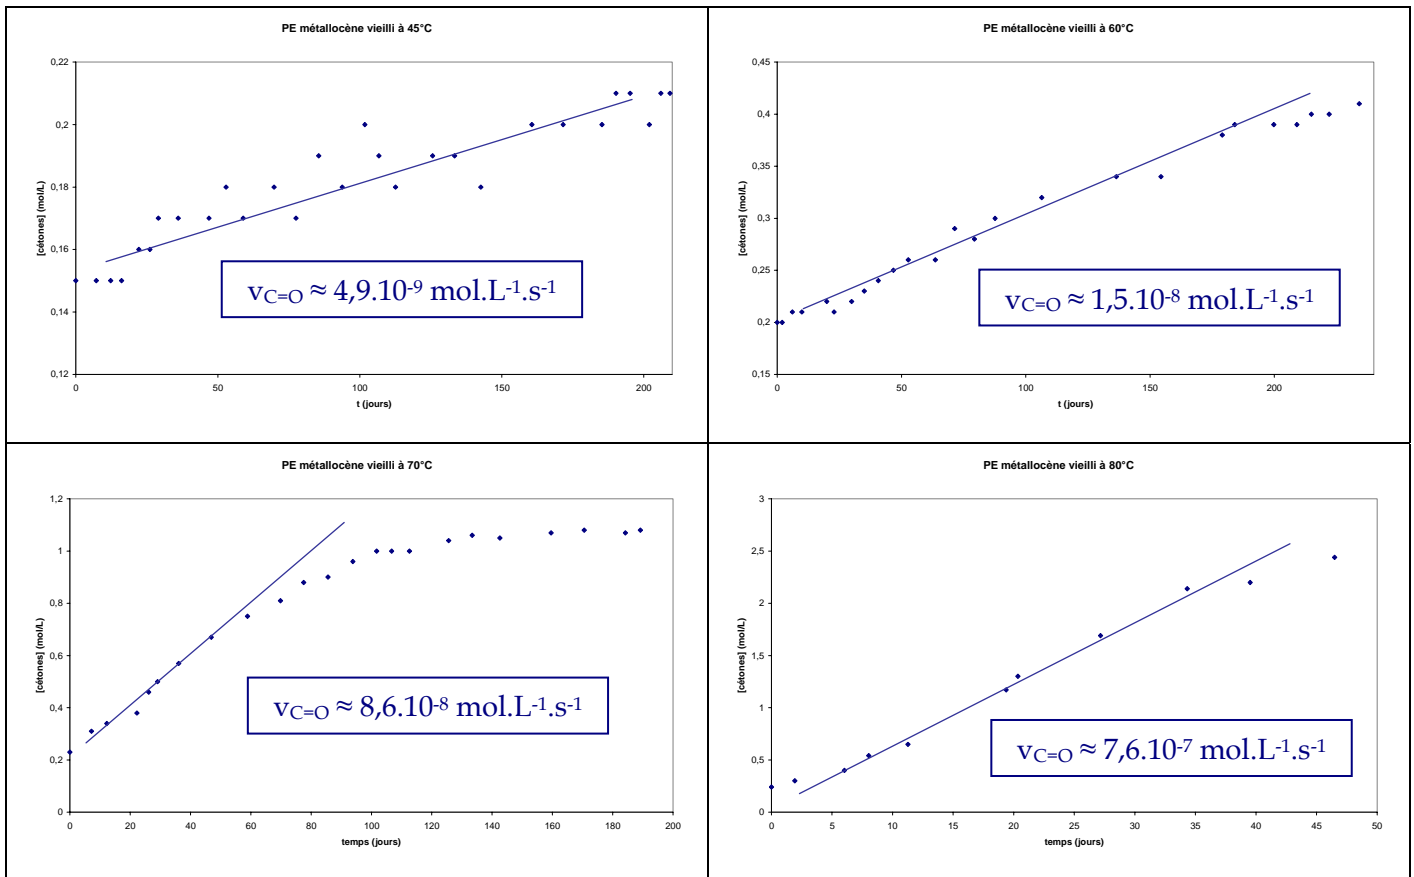 PE métallocène vieilli à 45°C
0,22
0,2
0,18
0,16
0,14
0,12
[cétones] (mol/L)
v_C=O ≈ 4,9.10⁻⁹ mol.L⁻¹.s⁻¹
0 50 100 150 200
t (jours)
PE métallocène vieilli à 60°C
0,45
0,4
0,35
0,3
0,25
0,2
0,15
[cétones] (mol/L)
v_C=O ≈ 1,5.10⁻⁸ mol.L⁻¹.s⁻¹
0 50 100 150 200
t (jours)
PE métallocène vieilli à 70°C
1,2
1
0,8
0,6
0,4
0,2
0
[cétones] (mol/L)
v_C=O ≈ 8,6.10⁻⁸ mol.L⁻¹.s⁻¹
0 20 40 60 80 100 120 140 160 180 200
temps (jours)
PE métallocène vieilli à 80°C
3
2,5
2
1,5
1
0,5
0
[cétones] (mol/L)
v_C=O ≈ 7,6.10⁻⁷ mol.L⁻¹.s⁻¹
0 5 10 15 20 25 30 35 40 45 50
temps (jours)